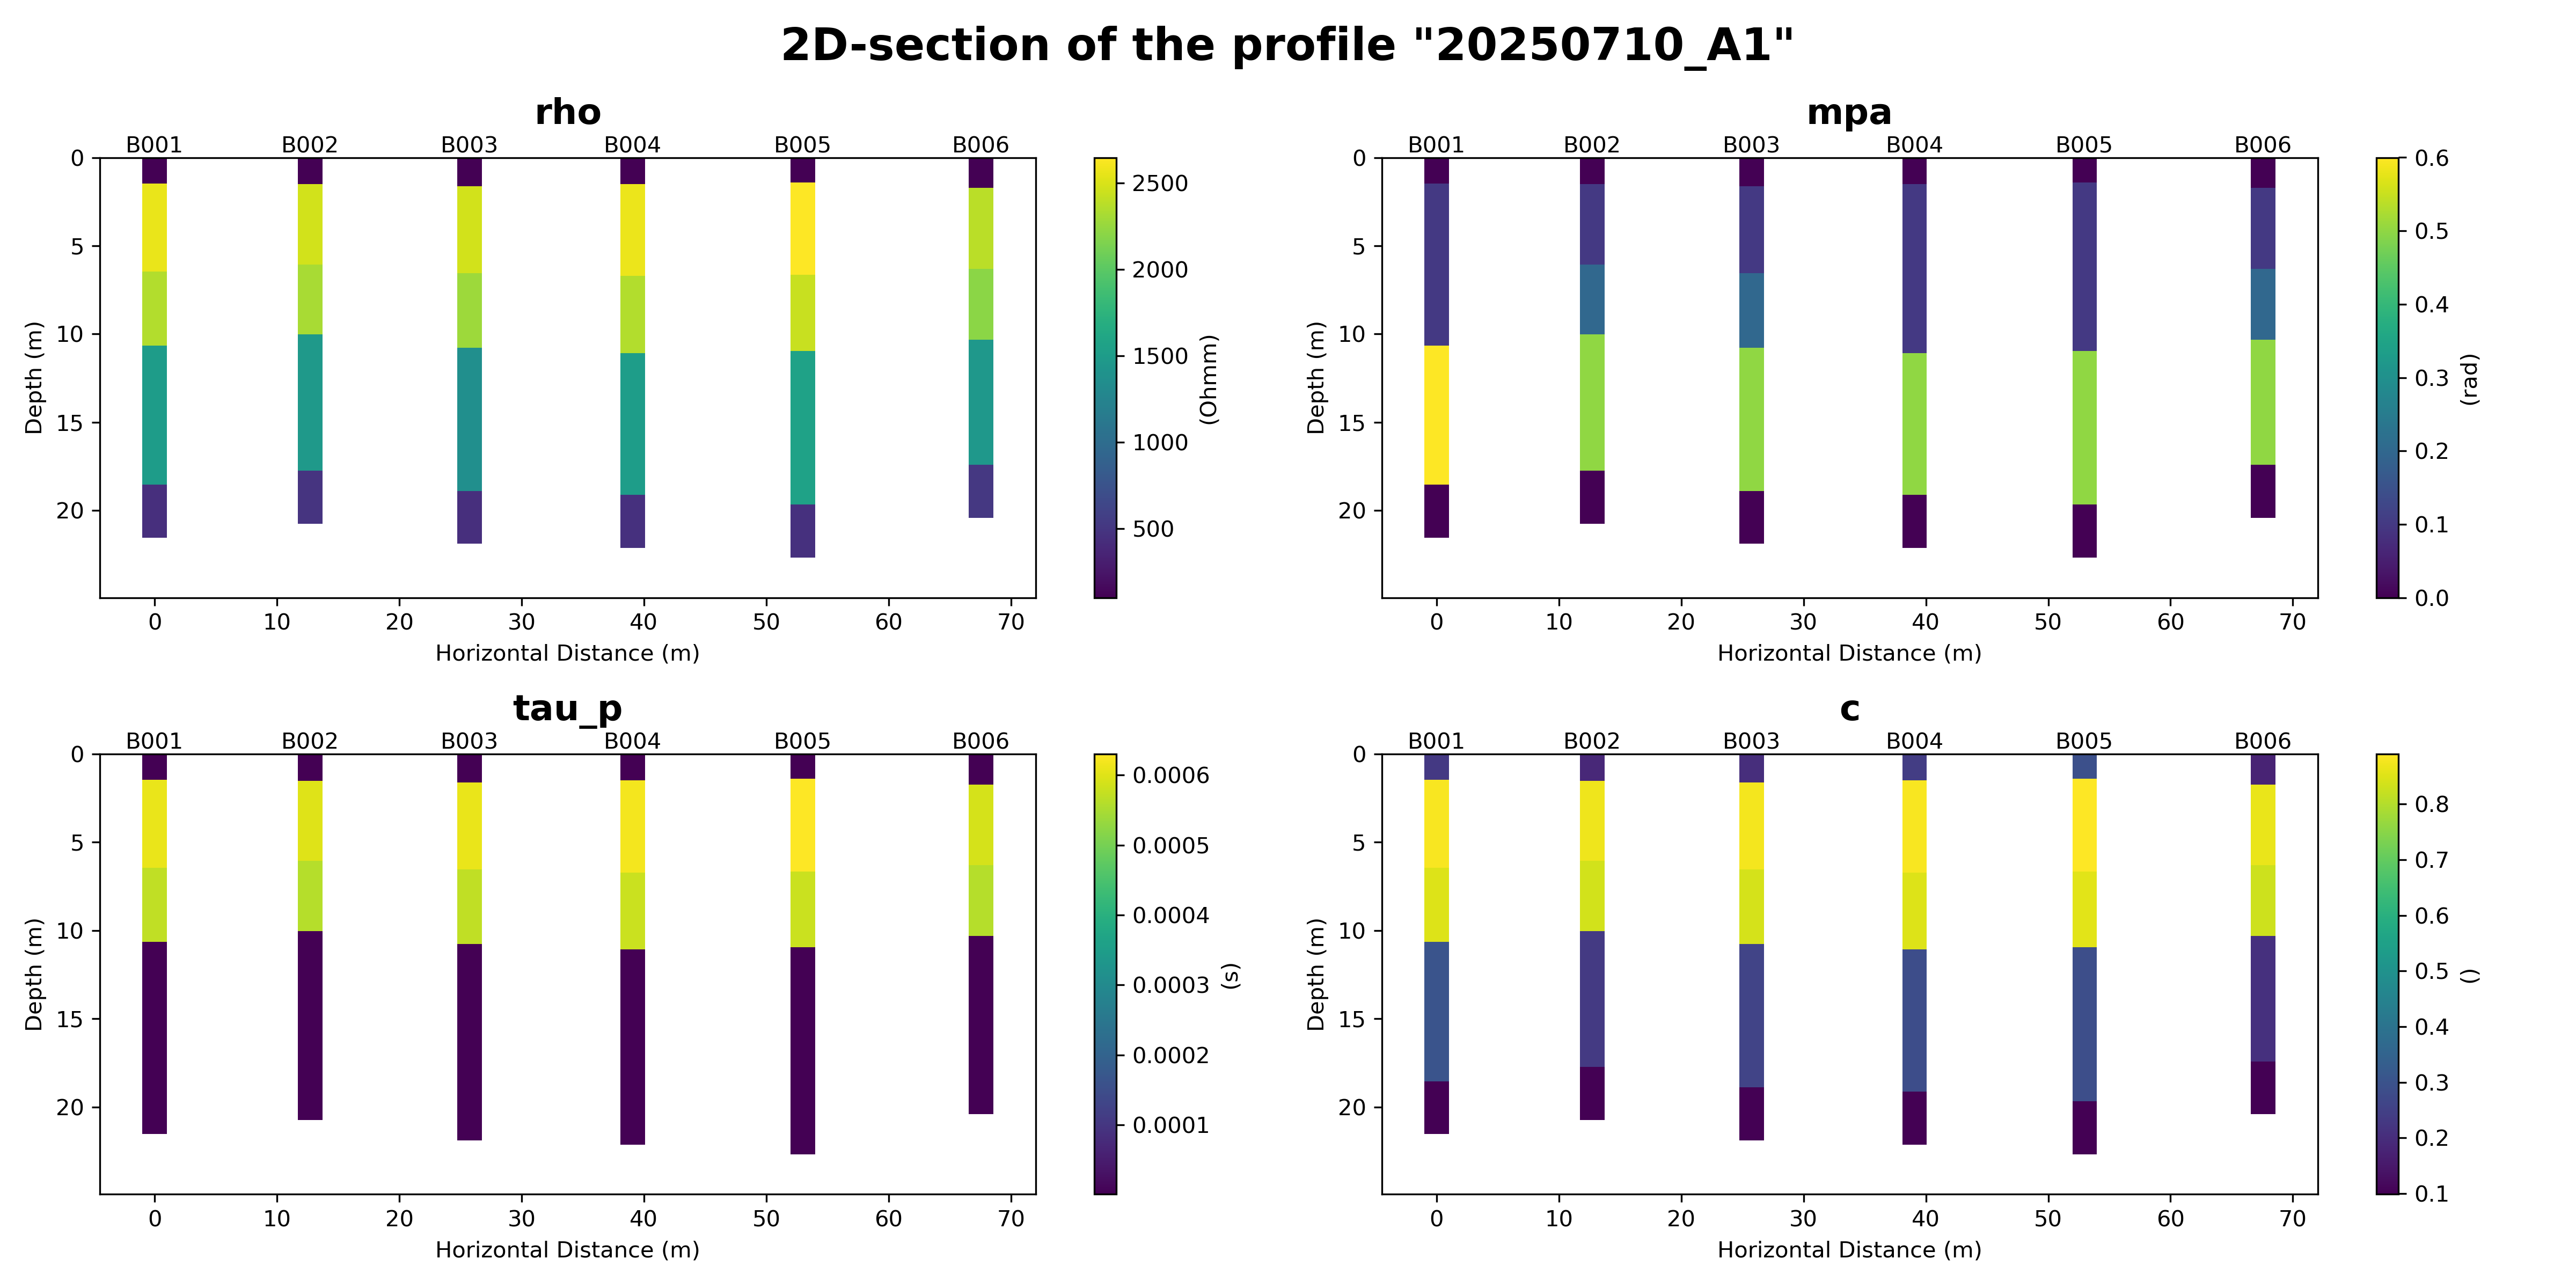 2D-section of the profile "20250710_A1"
rho
B001 B002 B003 B004 B005 B006
0
5
10
15
20
Depth (m)
0 10 20 30 40 50 60 70
Horizontal Distance (m)
2500
2000
1500
1000
500
(Ohmm)
mpa
B001 B002 B003 B004 B005 B006
0
5
10
15
20
Depth (m)
0 10 20 30 40 50 60 70
Horizontal Distance (m)
0.6
0.5
0.4
0.3
0.2
0.1
0.0
(rad)
tau_p
B001 B002 B003 B004 B005 B006
0
5
10
15
20
Depth (m)
0 10 20 30 40 50 60 70
Horizontal Distance (m)
0.0006
0.0005
0.0004
0.0003
0.0002
0.0001
(s)
c
B001 B002 B003 B004 B005 B006
0
5
10
15
20
Depth (m)
0 10 20 30 40 50 60 70
Horizontal Distance (m)
0.8
0.7
0.6
0.5
0.4
0.3
0.2
0.1
()